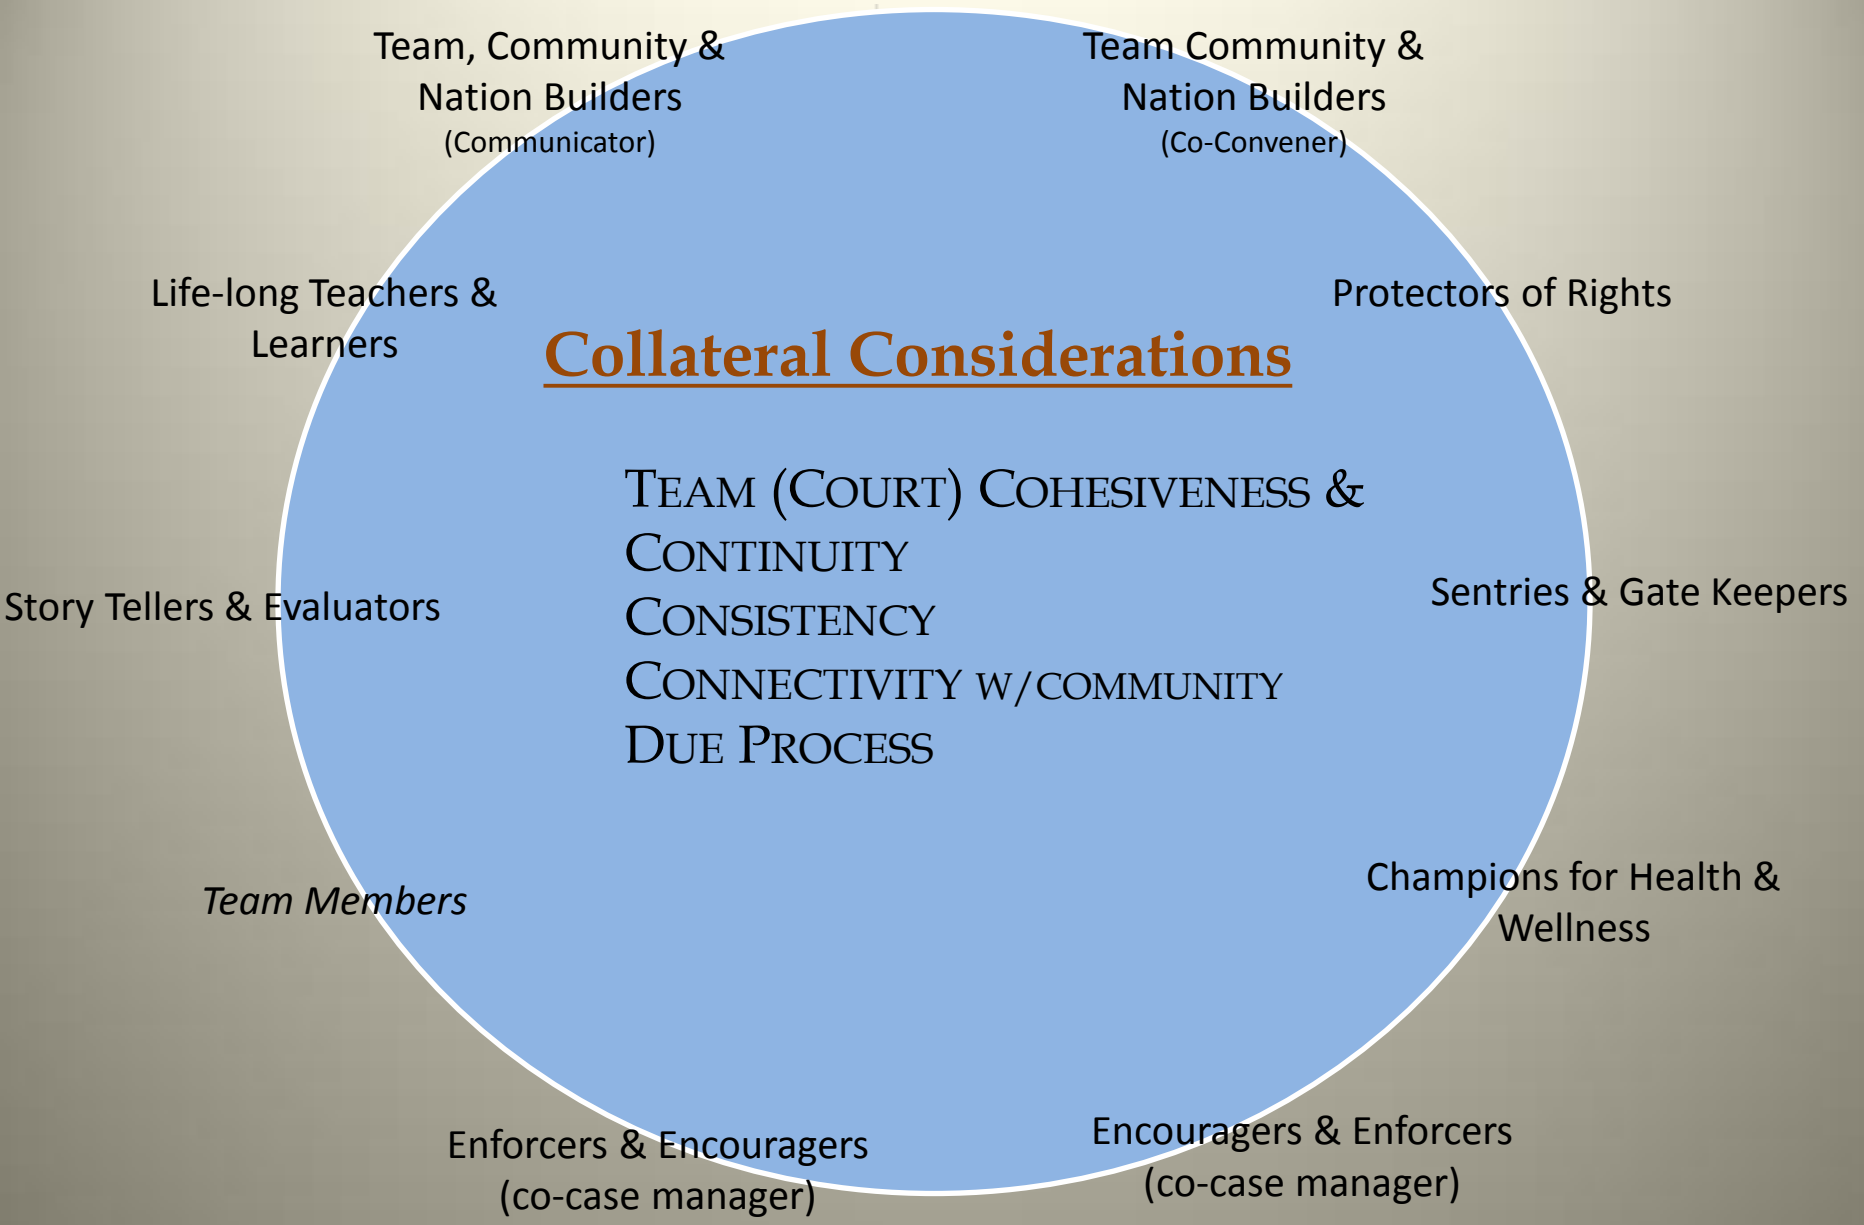 Team, Community &
Nation Builders
(Communicator)
Team Community &
Nation Builders
(Co-Convener)
Life-long Teachers &
Learners
Protectors of Rights
Collateral Considerations
TEAM (COURT) COHESIVENESS &
CONTINUITY
CONSISTENCY
CONNECTIVITY W/COMMUNITY
DUE PROCESS
Story Tellers & Evaluators
Sentries & Gate Keepers
Team Members
Champions for Health &
Wellness
Enforcers & Encouragers
(co-case manager)
Encouragers & Enforcers
(co-case manager)